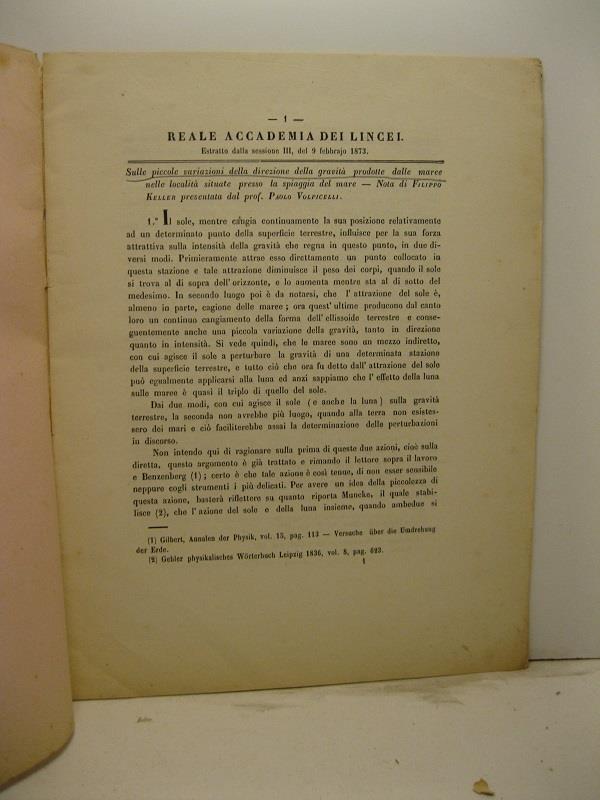 — 1 —
REALE ACCADEMIA DEI LINCEI.
Estratto dalla sessione III, del 9 febbrajo 1873.
Sulle piccole variazioni della direzione della gravità prodotte dalle maree
nelle località situate presso la spiaggia del mare — Nota di FILIPPO
KELLER presentata dal prof. PAOLO VOLPICELLI.
1.° Il sole, mentre cangia continuamente la sua posizione relativamente
ad un determinato punto della superficie terrestre, influisce per la sua forza
attrattiva sulla intensità della gravità che regna in questo punto, in due di-
versi modi. Primieramente attrae esso direttamente un punto collocato in
questa stazione e tale attrazione diminuisce il peso dei corpi, quando il sole
si trova al di sopra dell'orizzonte, e lo aumenta mentre sta al di sotto del
medesimo. In secondo luogo poi è da notarsi, che l'attrazione del sole è,
almeno in parte, cagione delle maree; ora quest'ultime producono dal canto
loro un continuo cangiamento della forma dell'ellissoide terrestre e conse-
guentemente anche una piccola variazione della gravità, tanto in direzione
quanto in intensità. Si vede quindi, che le maree sono un mezzo indiretto,
con cui agisce il sole a perturbare la gravità di una determinata stazione
della superficie terrestre, e tutto ciò che ora fu detto dall'attrazione del sole
può egualmente applicarsi alla luna ed anzi sappiamo che l'effetto della luna
sulle maree è quasi il triplo di quello del sole.
Dai due modi, con cui agisce il sole (e anche la luna) sulla gravità
terrestre, la seconda non avrebbe più luogo, quando alla terra non esistes-
sero dei mari e ciò faciliterebbe assai la determinazione delle perturbazioni
in discorso.
Non intendo qui di ragionare sulla prima di queste due azioni, cioè sulla
diretta, questo argomento è già trattato e rimando il lettore sopra il lavoro
e Benzenberg (1); certo è che tale azione è così tenue, di non esser sensibile
neppure cogli strumenti i più delicati. Per avere un idea della piccolezza di
questa azione, basterà riflettere su quanto riporta Muncke, il quale stabi-
lisce (2), che l'azione del sole e della luna insieme, quando ambedue si
(1) Gilbert, Annalen der Physik, vol. 15, pag. 113 — Versuche über die Umdrehung
der Erde.
(2) Gehler physikalisches Wörterbuch Leipzig 1836, vol. 8, pag. 623.
1